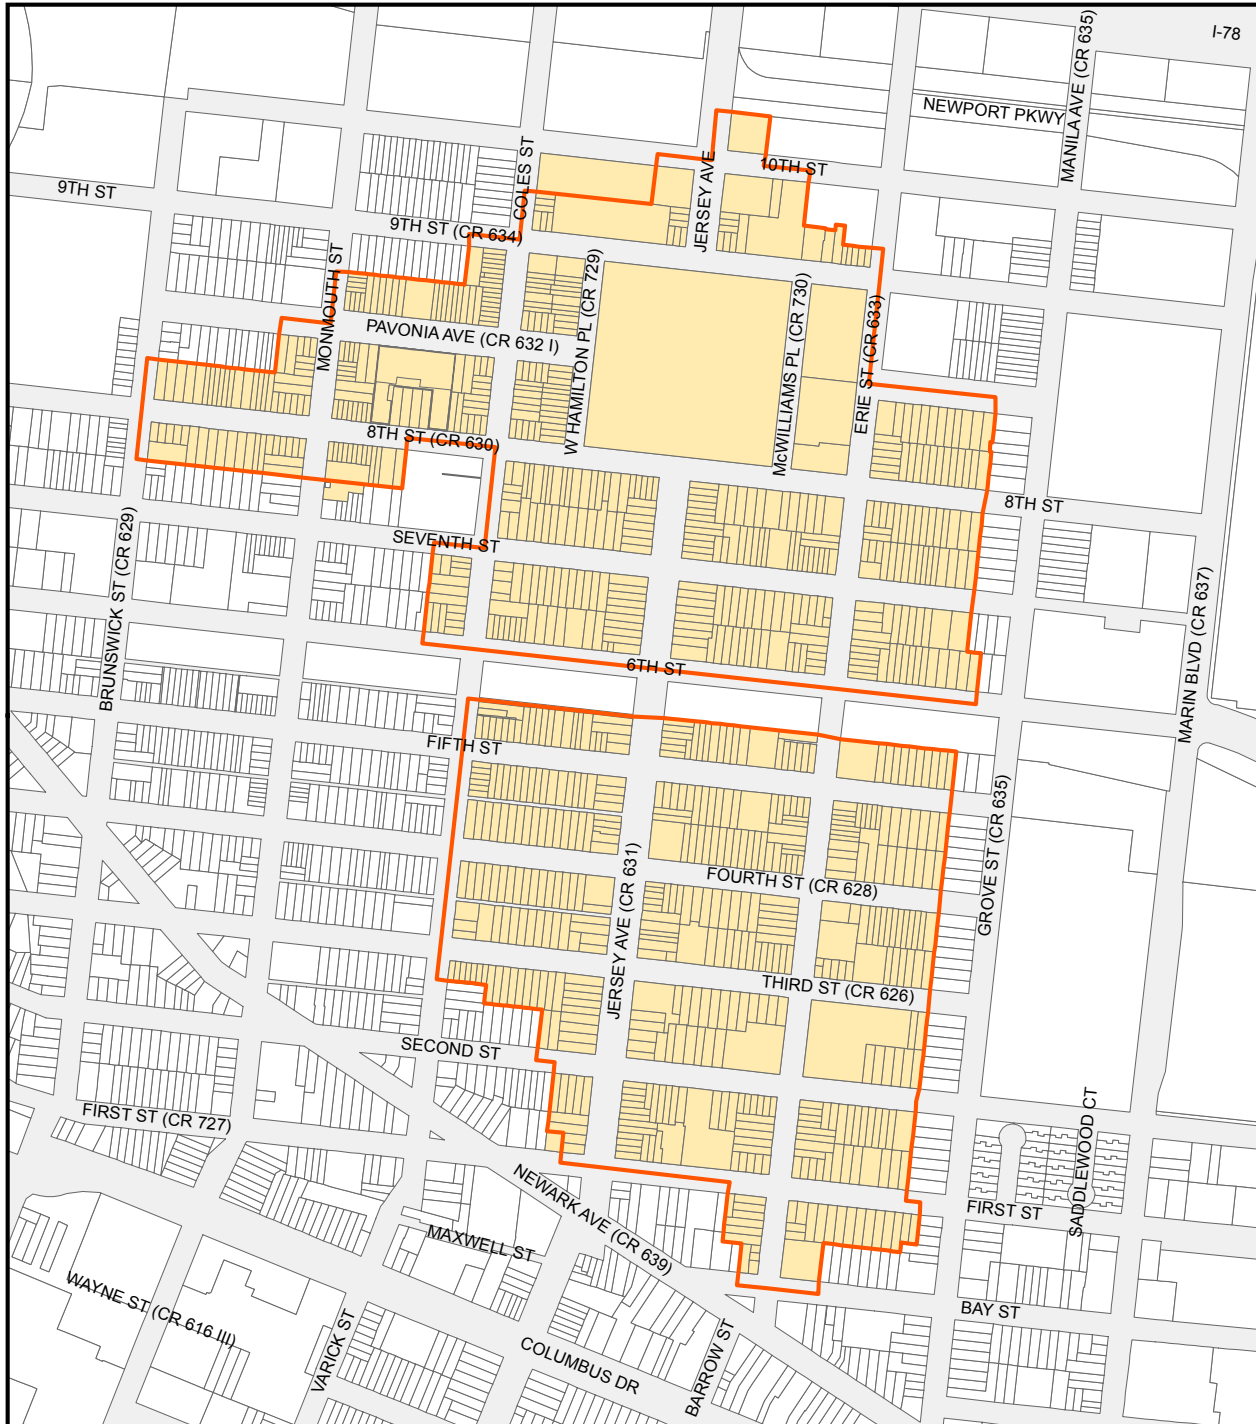 I-78
MANILA AVE (CR 635)
NEWPORT PKWY
10TH ST
COLES ST
JERSEY AVE
9TH ST
9TH ST (CR 634)
MONMOUTH ST
W HAMILTON PL (CR 729)
McWILLIAMS PL (CR 730)
ERIE ST (CR 633)
PAVONIA AVE (CR 632 I)
8TH ST (CR 630)
8TH ST
SEVENTH ST
BRUNSWICK ST (CR 629)
MARIN BLVD (CR 637)
6TH ST
FIFTH ST
GROVE ST (CR 635)
JERSEY AVE (CR 631)
FOURTH ST (CR 628)
THIRD ST (CR 626)
SECOND ST
FIRST ST (CR 727)
SADDLEWOOD CT
FIRST ST
NEWARK AVE (CR 639)
MAXWELL ST
WAYNE ST (CR 616 III)
BAY ST
VARICK ST
COLUMBUS DR
BARROW ST